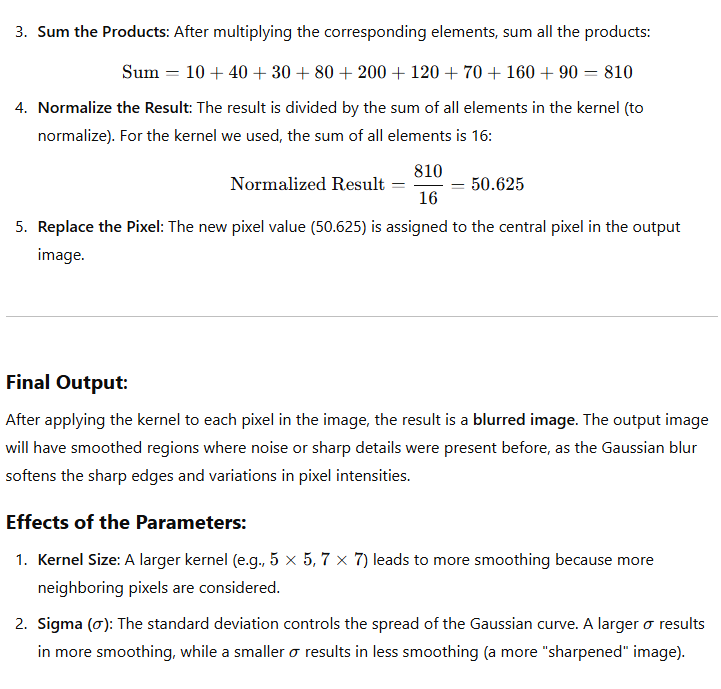 3. Sum the Products: After multiplying the corresponding elements, sum all the products:
Sum = 10 + 40 + 30 + 80 + 200 + 120 + 70 + 160 + 90 = 810
4. Normalize the Result: The result is divided by the sum of all elements in the kernel (to
normalize). For the kernel we used, the sum of all elements is 16:
Normalized Result = 810/16 = 50.625
5. Replace the Pixel: The new pixel value (50.625) is assigned to the central pixel in the output
image.
Final Output:
After applying the kernel to each pixel in the image, the result is a blurred image. The output image
will have smoothed regions where noise or sharp details were present before, as the Gaussian blur
softens the sharp edges and variations in pixel intensities.
Effects of the Parameters:
1. Kernel Size: A larger kernel (e.g., 5 × 5, 7 × 7) leads to more smoothing because more
neighboring pixels are considered.
2. Sigma (σ): The standard deviation controls the spread of the Gaussian curve. A larger σ results
in more smoothing, while a smaller σ results in less smoothing (a more "sharpened" image).